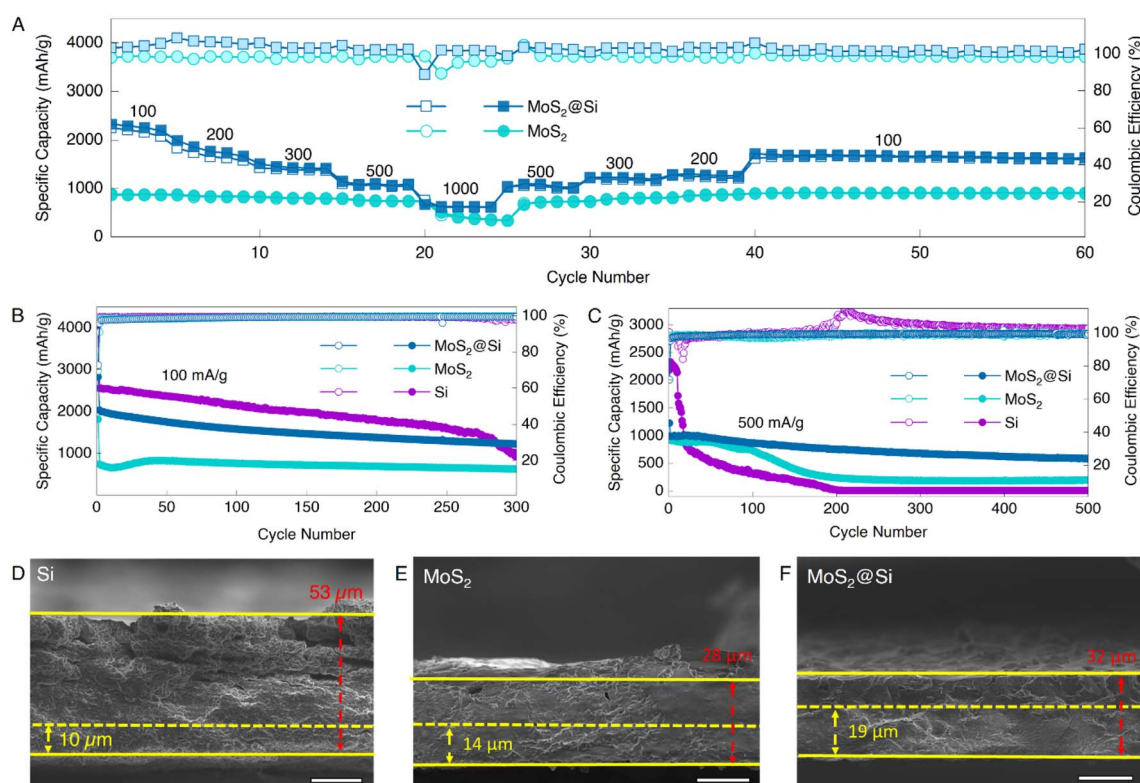 A
Specific Capacity (mAh/g)
4000
3000
2000
1000
0
100
200
300
500
1000
500
300
200
100
MoS₂@Si
MoS₂
100
80
60
40
20
Coulombic Efficiency (%)
10
20
30
40
50
60
Cycle Number
B
Specific Capacity (mAh/g)
4000
3000
2000
1000
100 mA/g
MoS₂@Si
MoS₂
Si
100
80
60
40
20
Coulombic Efficiency (%)
0
50
100
150
200
250
300
Cycle Number
C
Specific Capacity (mAh/g)
3000
2500
2000
1500
1000
500
0
500 mA/g
MoS₂@Si
MoS₂
Si
100
80
60
40
20
Coulombic Efficiency (%)
0
100
200
300
400
500
Cycle Number
D
Si
53 μm
10 μm
E
MoS₂
28 μm
14 μm
F
MoS₂@Si
32 μm
19 μm